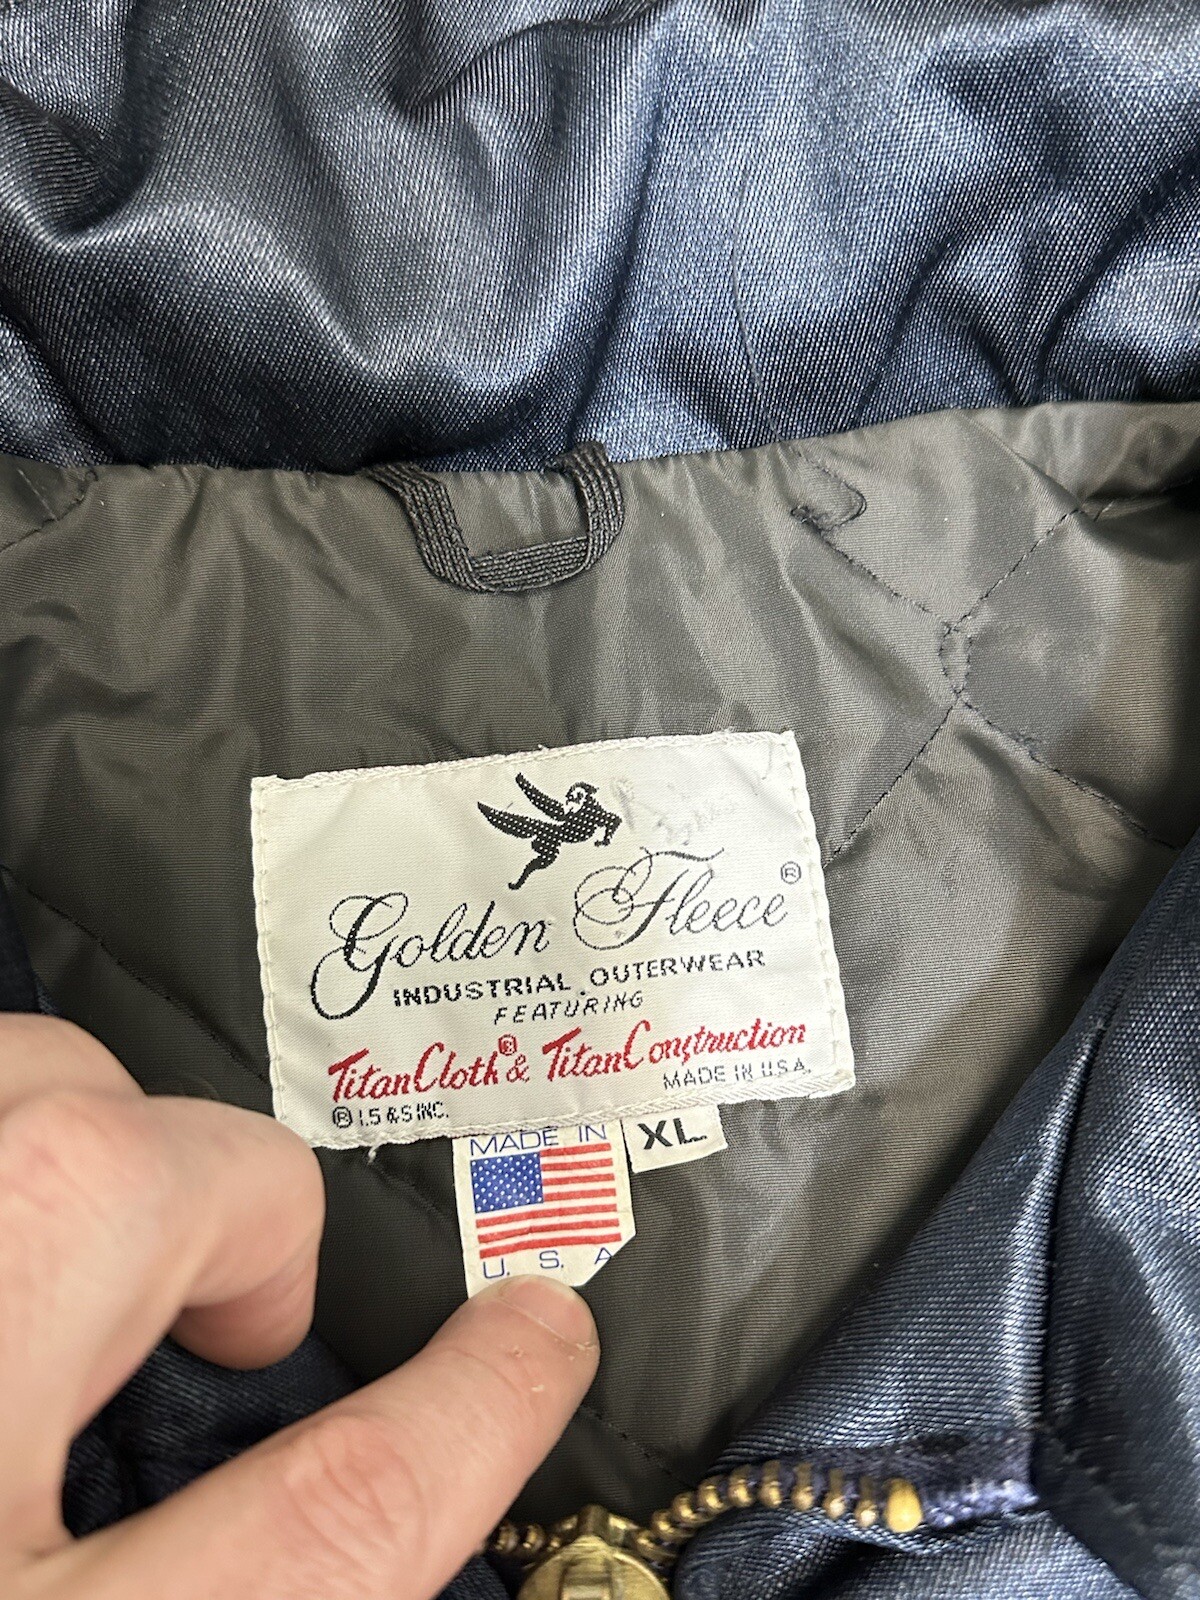 Golden Fleece ®
INDUSTRIAL OUTERWEAR
FEATURING
TitanCloth® & TitanConstruction
MADE IN U.S.A.
® I.S & S INC.
MADE IN
U. S. A
XL